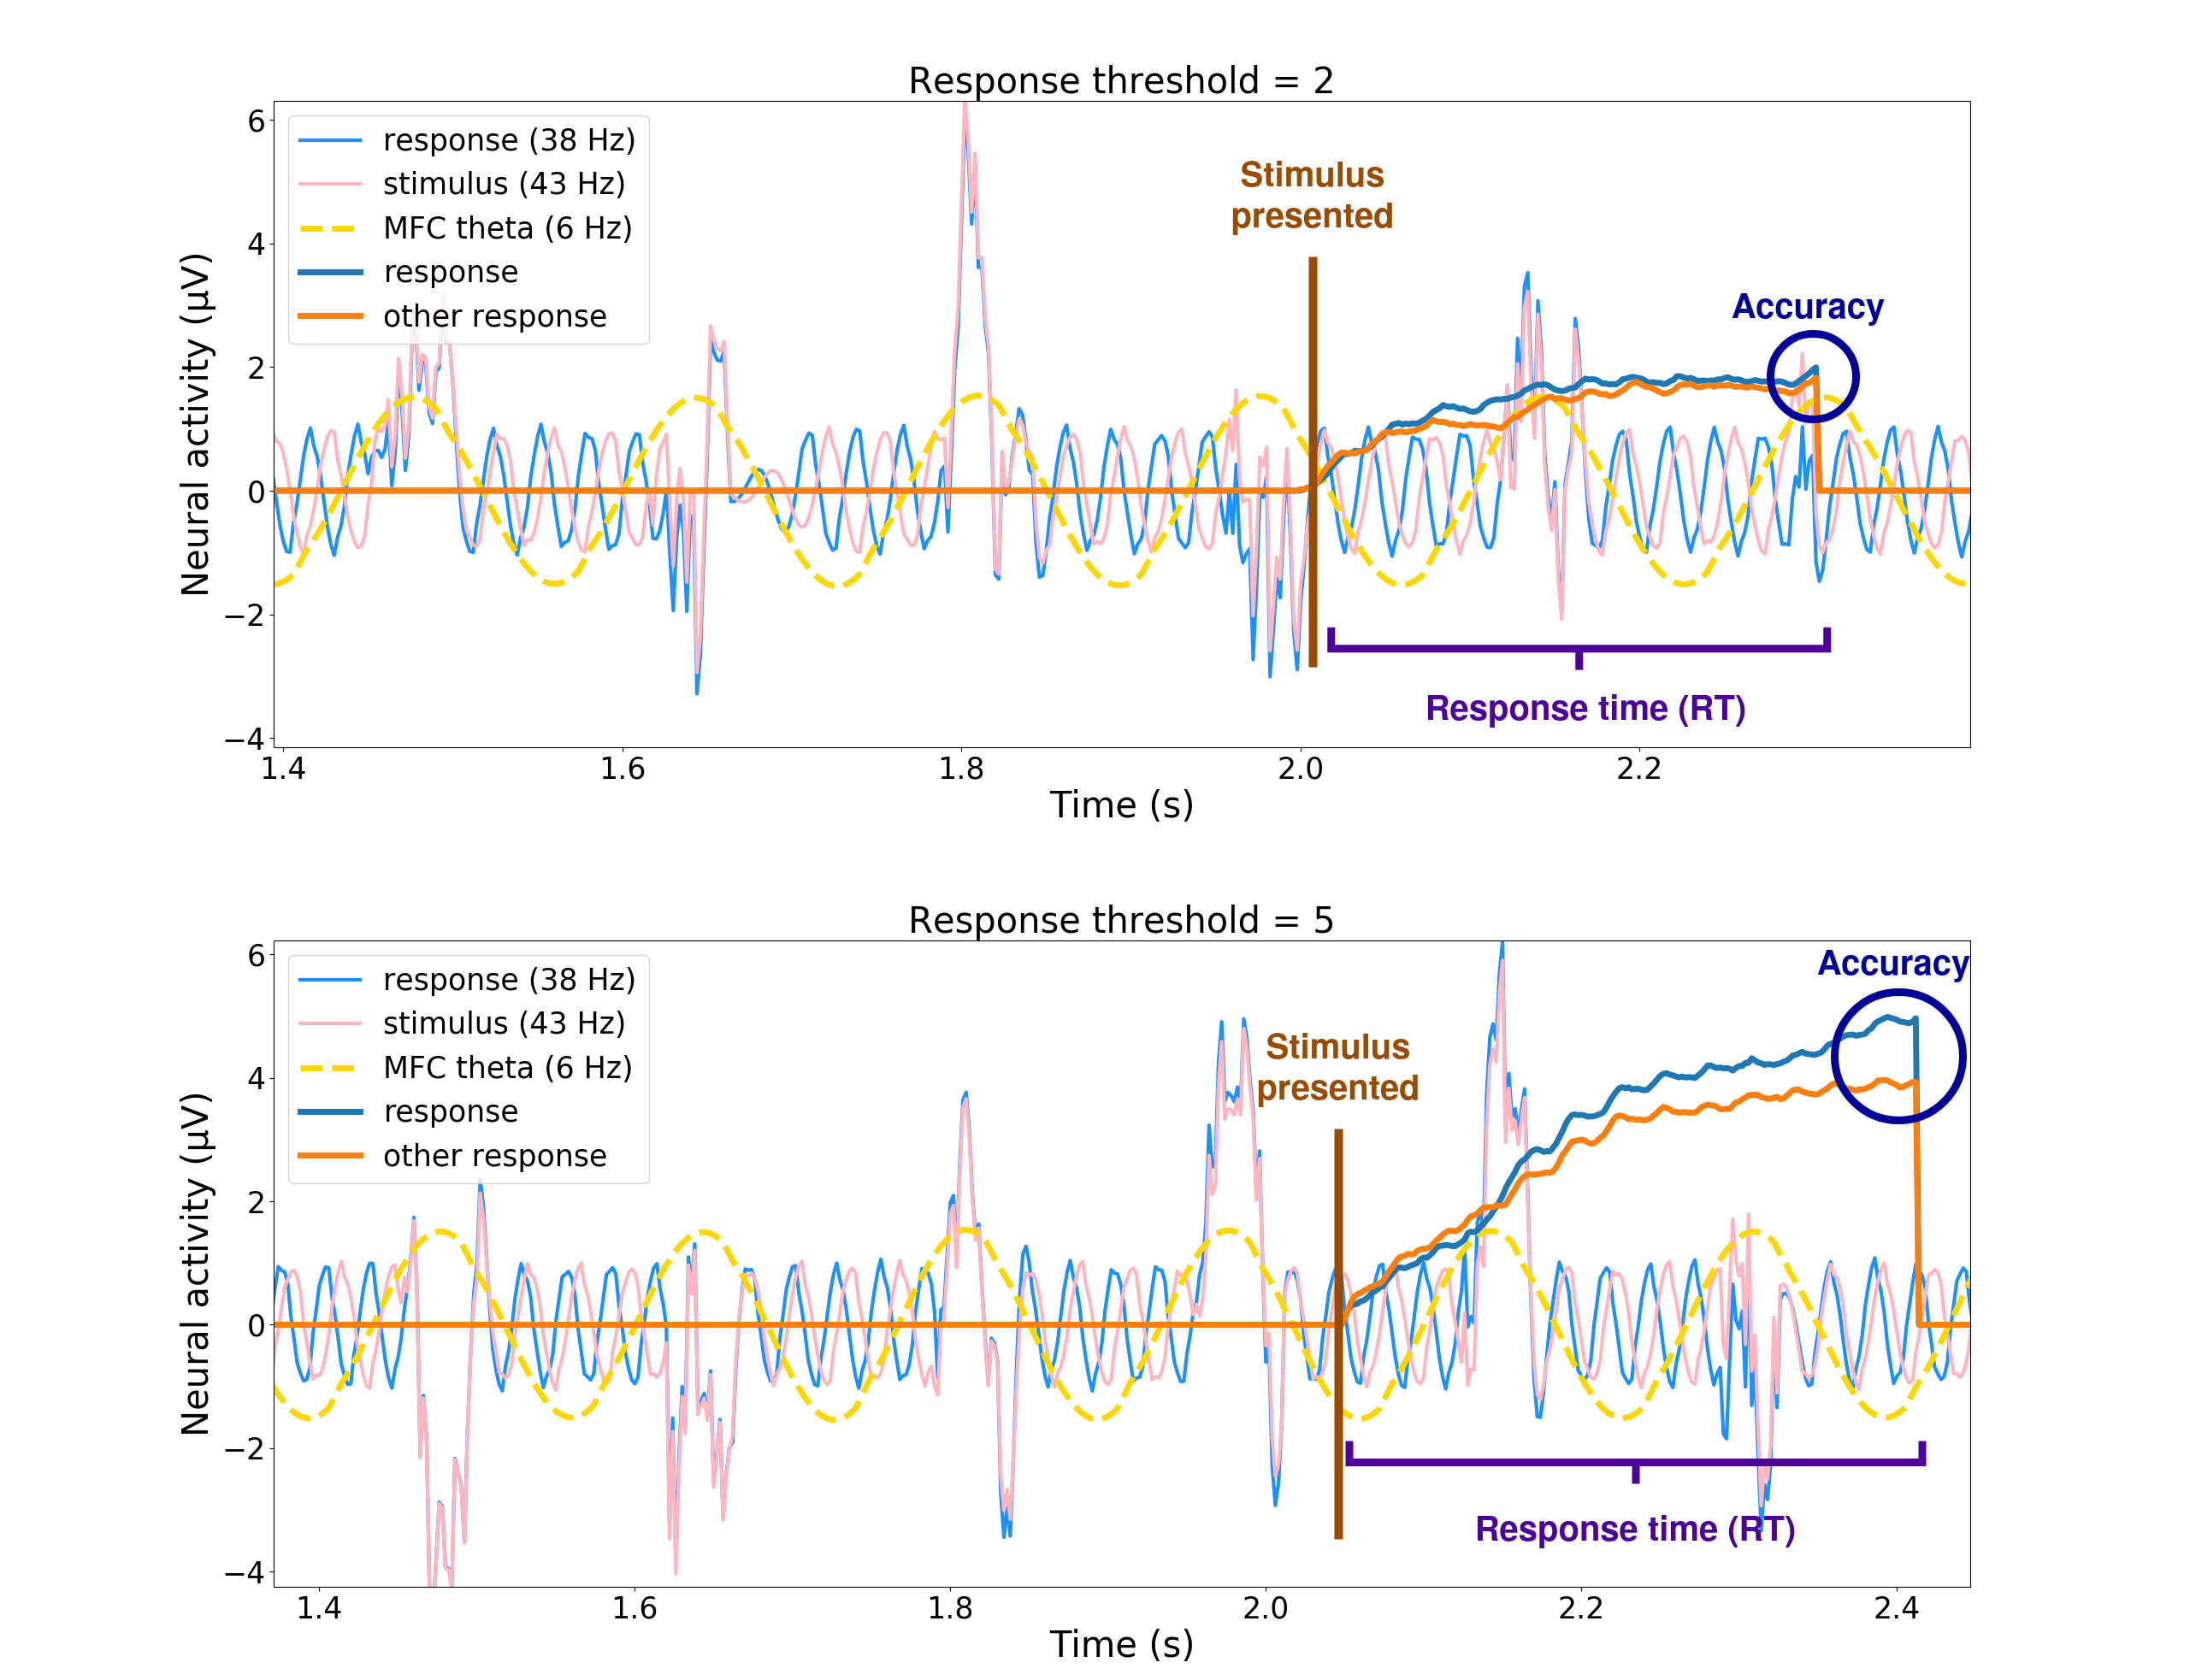 Response threshold = 2
6
4
2
0
−2
−4
Neural activity (μV)
response (38 Hz)
stimulus (43 Hz)
MFC theta (6 Hz)
response
other response
Stimulus
presented
Accuracy
Response time (RT)
1.4 1.6 1.8 2.0 2.2
Time (s)
Response threshold = 5
6
4
2
0
−2
−4
Neural activity (μV)
response (38 Hz)
stimulus (43 Hz)
MFC theta (6 Hz)
response
other response
Accuracy
Stimulus
presented
Response time (RT)
1.4 1.6 1.8 2.0 2.2 2.4
Time (s)